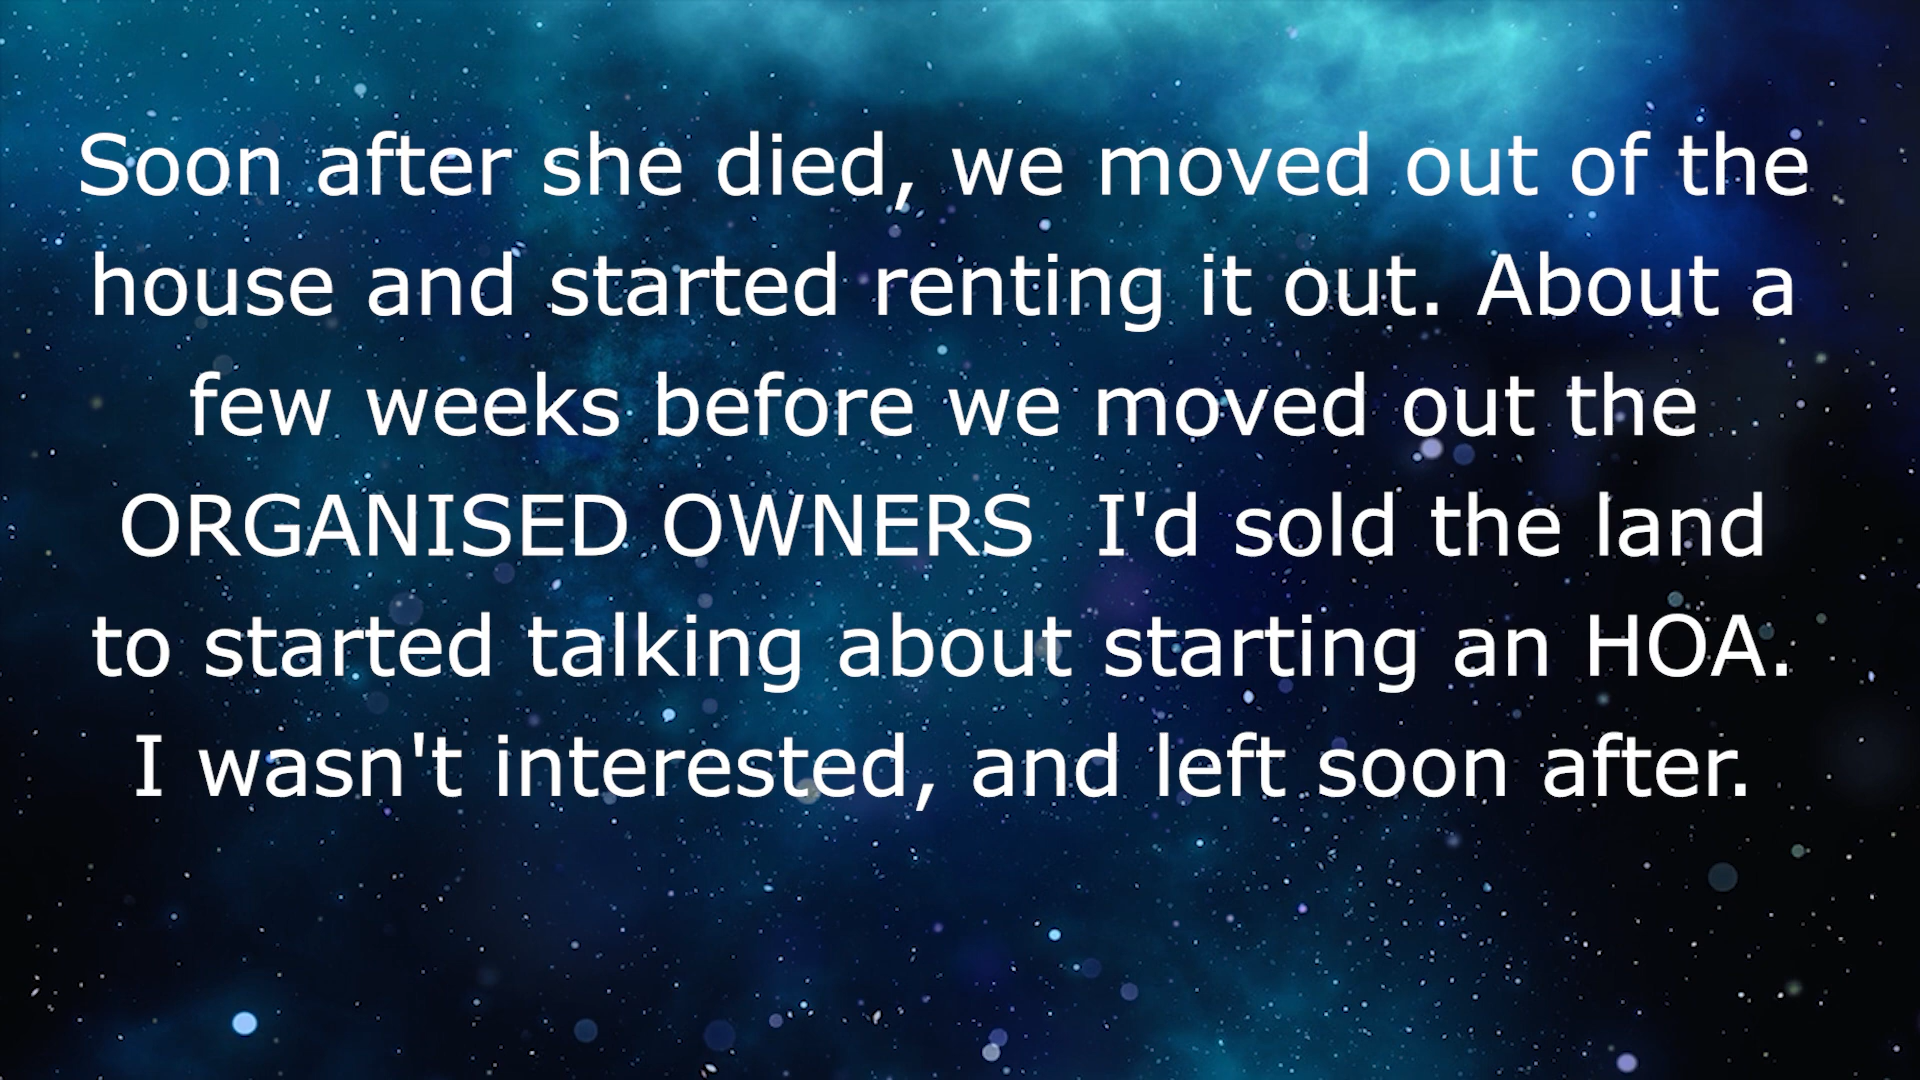 Soon after she died, we moved out of the
house and started renting it out. About a
few weeks before we moved out the
ORGANISED OWNERS  I'd sold the land
to started talking about starting an HOA.
I wasn't interested, and left soon after.